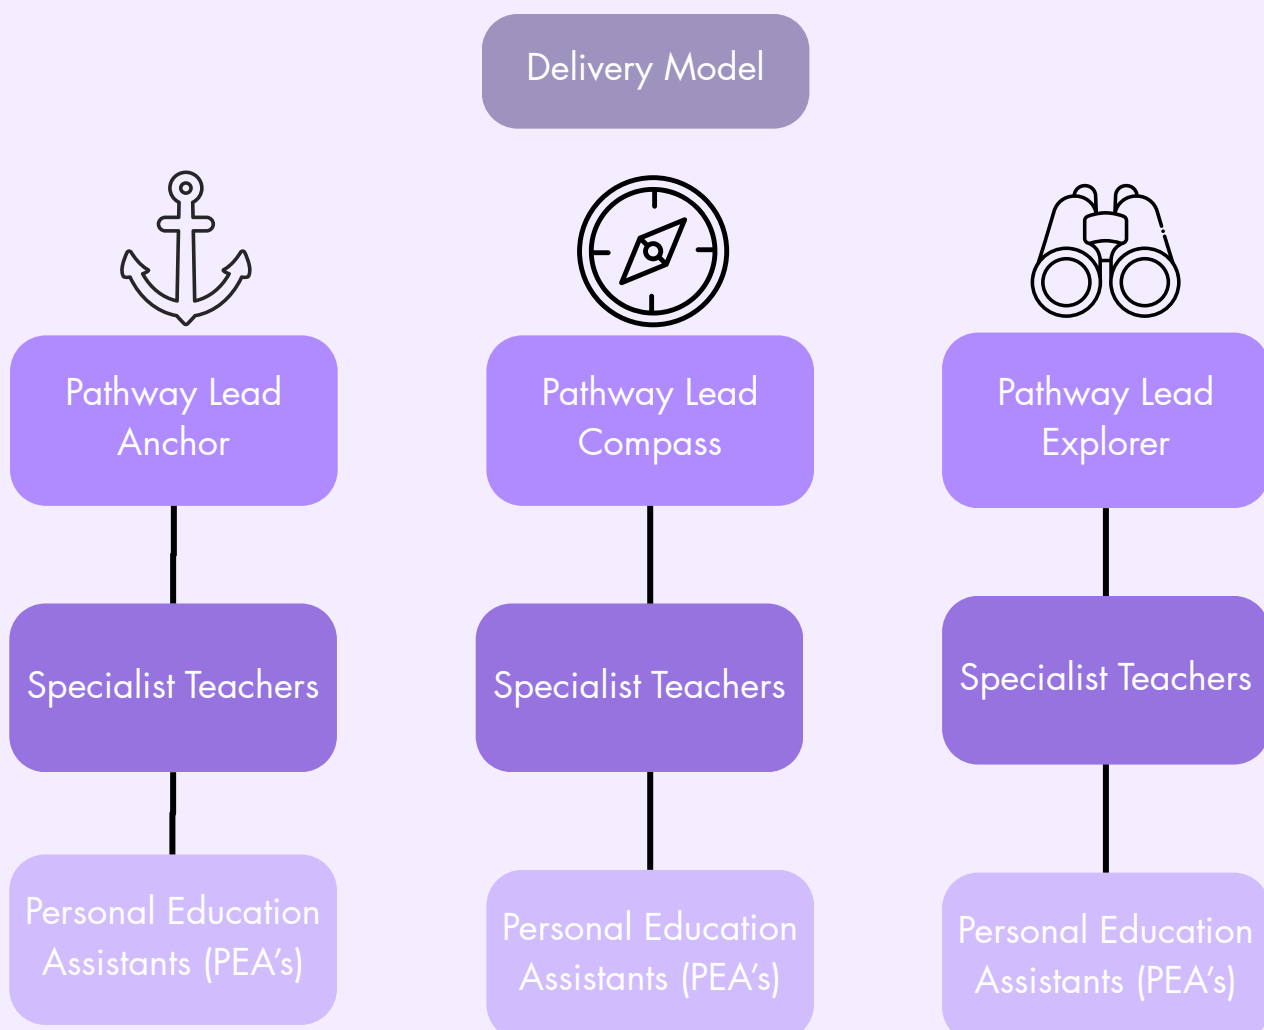 Delivery Model
Pathway Lead
Anchor
Pathway Lead
Compass
Pathway Lead
Explorer
Specialist Teachers
Specialist Teachers
Specialist Teachers
Personal Education
Assistants (PEA’s)
Personal Education
Assistants (PEA’s)
Personal Education
Assistants (PEA’s)